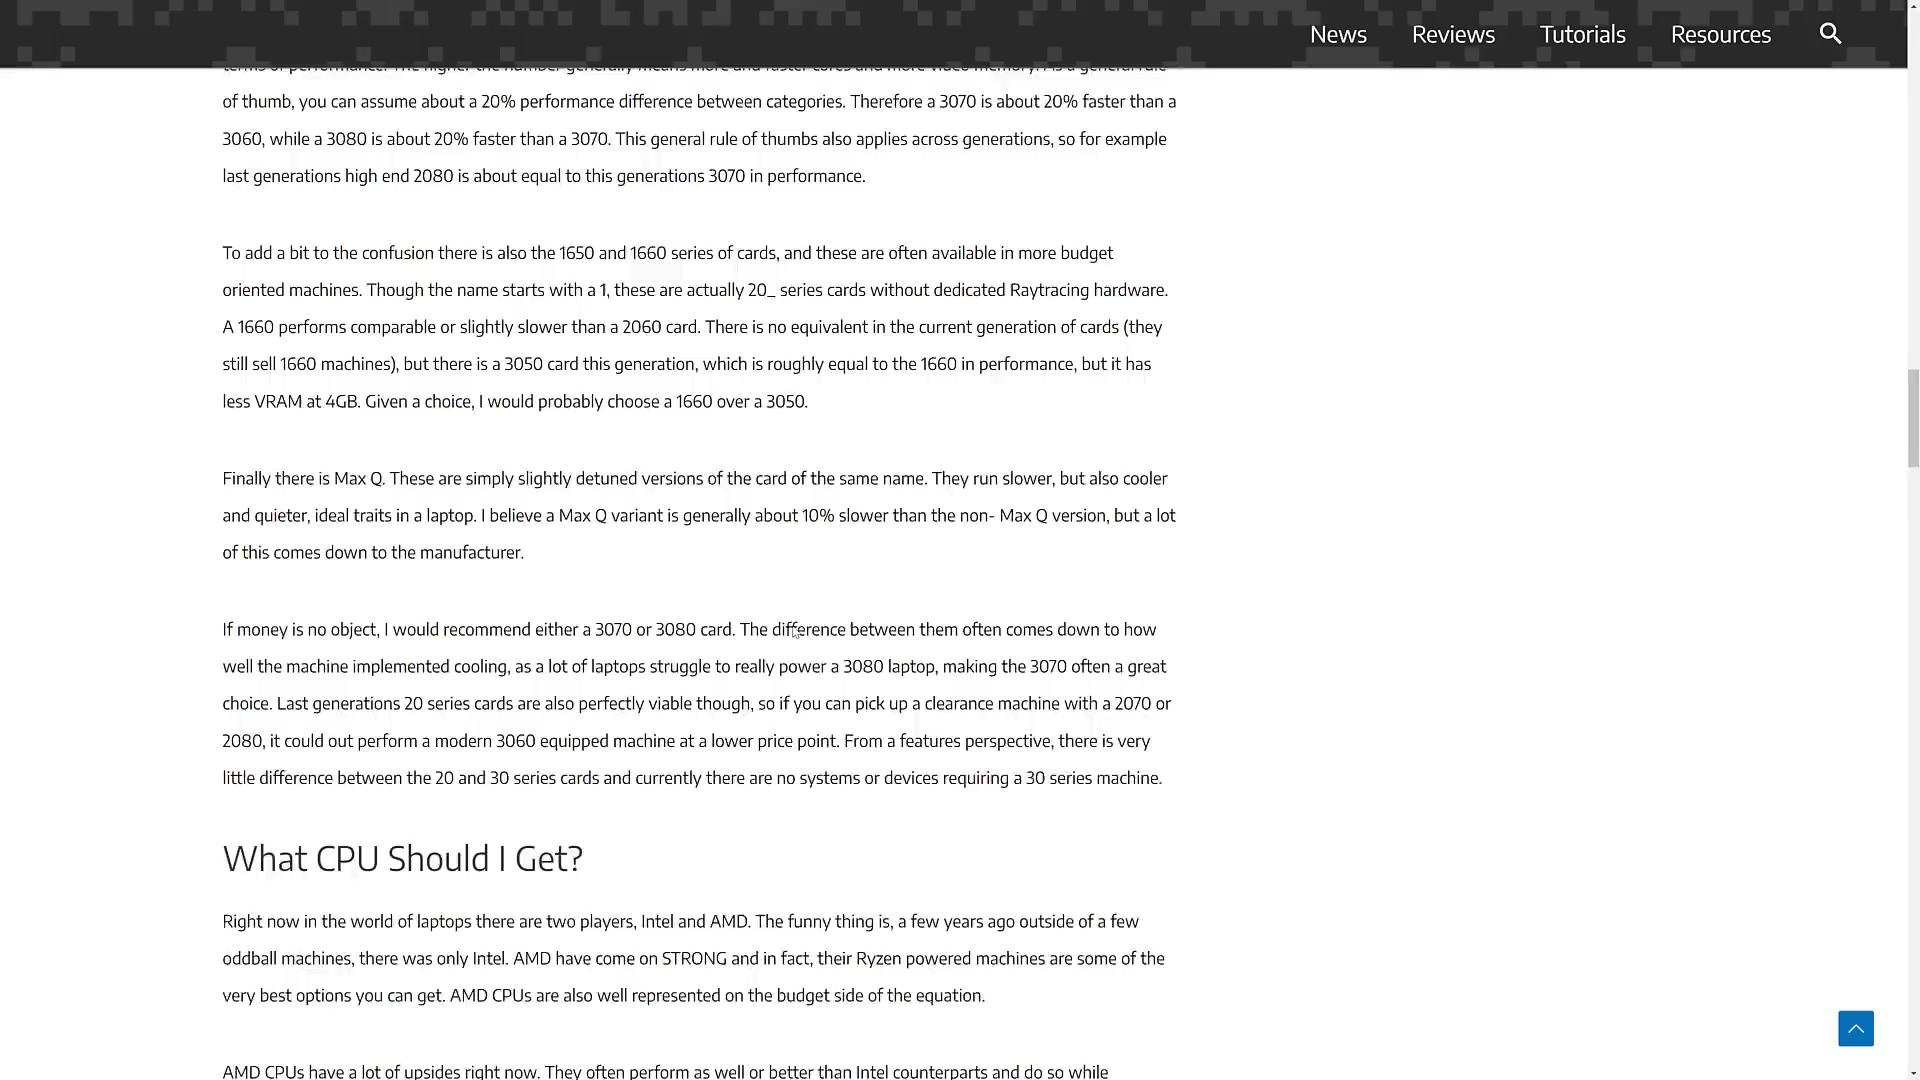 News Reviews Tutorials Resources
terms of performance. The higher the number generally means more and faster cores and more video memory. As a general rule
of thumb, you can assume about a 20% performance difference between categories. Therefore a 3070 is about 20% faster than a
3060, while a 3080 is about 20% faster than a 3070. This general rule of thumbs also applies across generations, so for example
last generations high end 2080 is about equal to this generations 3070 in performance.
To add a bit to the confusion there is also the 1650 and 1660 series of cards, and these are often available in more budget
oriented machines. Though the name starts with a 1, these are actually 20_ series cards without dedicated Raytracing hardware.
A 1660 performs comparable or slightly slower than a 2060 card. There is no equivalent in the current generation of cards (they
still sell 1660 machines), but there is a 3050 card this generation, which is roughly equal to the 1660 in performance, but it has
less VRAM at 4GB. Given a choice, I would probably choose a 1660 over a 3050.
Finally there is Max Q. These are simply slightly detuned versions of the card of the same name. They run slower, but also cooler
and quieter, ideal traits in a laptop. I believe a Max Q variant is generally about 10% slower than the non- Max Q version, but a lot
of this comes down to the manufacturer.
If money is no object, I would recommend either a 3070 or 3080 card. The difference between them often comes down to how
well the machine implemented cooling, as a lot of laptops struggle to really power a 3080 laptop, making the 3070 often a great
choice. Last generations 20 series cards are also perfectly viable though, so if you can pick up a clearance machine with a 2070 or
2080, it could out perform a modern 3060 equipped machine at a lower price point. From a features perspective, there is very
little difference between the 20 and 30 series cards and currently there are no systems or devices requiring a 30 series machine.
What CPU Should I Get?
Right now in the world of laptops there are two players, Intel and AMD. The funny thing is, a few years ago outside of a few
oddball machines, there was only Intel. AMD have come on STRONG and in fact, their Ryzen powered machines are some of the
very best options you can get. AMD CPUs are also well represented on the budget side of the equation.
AMD CPUs have a lot of upsides right now. They often perform as well or better than Intel counterparts and do so while